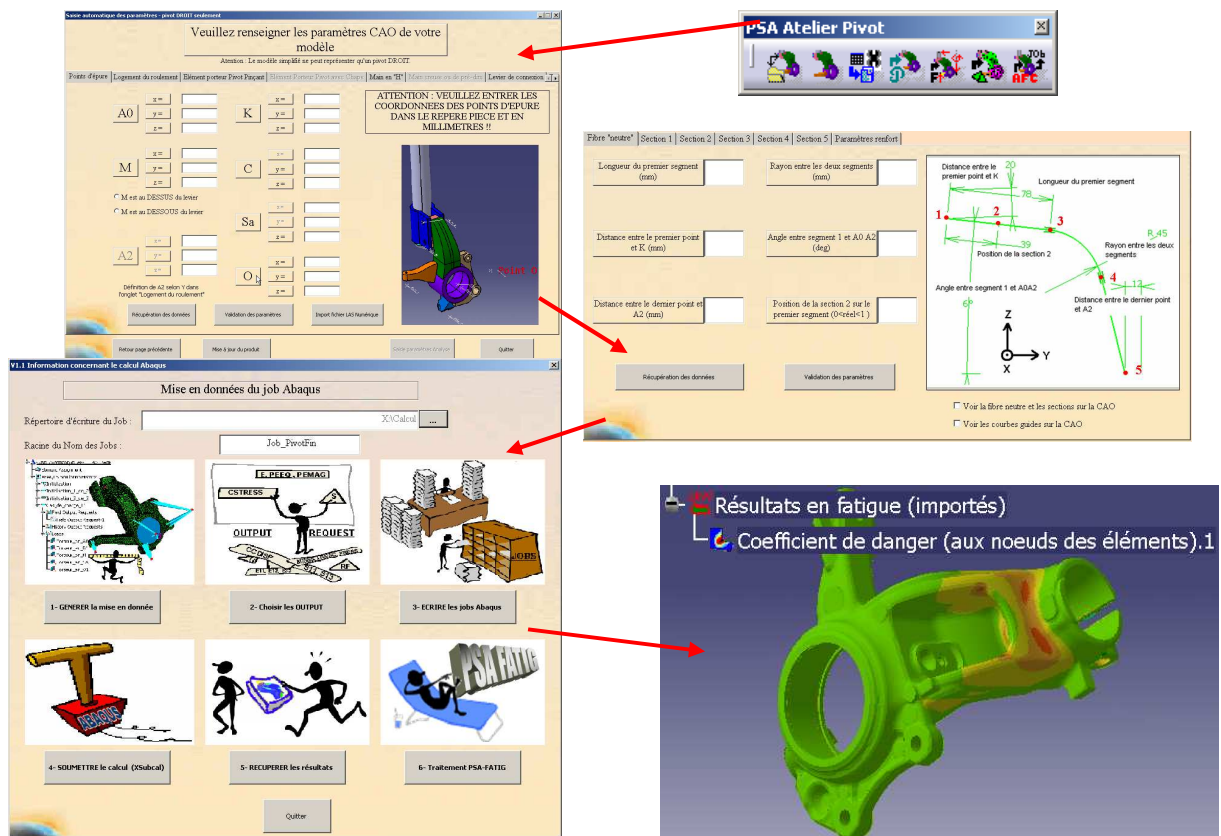 Saisie automatique des paramètres - pivot DROIT seulement
Veuillez renseigner les paramètres CAO de votre
modèle
Attention : Le modèle simplifié ne peut représenter qu'un pivot DROIT.
Points d'épure
Logement du roulement
Elément porteur Pivot Pinçant
Elément Porteur Pivot avec Chape
Main en "H"
Levier de connexion
A0
x =
y =
z =
K
x =
y =
z =
ATTENTION : VEUILLEZ ENTRER LES
COORDONNEES DES POINTS D'EPURE
DANS LE REPERE PIECE ET EN
MILLIMETRES !!
M
x =
y =
z =
C
x =
y =
z =
M est au DESSUS du levier
M est au DESSOUS du levier
Sa
x =
y =
z =
A2
x =
y =
z =
O
x =
y =
z =
Point O
Définition de A2 selon Y dans
l'onglet "Logement du roulement"
Récupération des données
Validation des paramètres
Import fichier LAS Numérique
Retour page précédente
Mise à jour du produit
Quitter
PSA Atelier Pivot
JOb
AFC
Fibre "neutre"
Section 1
Section 2
Section 3
Section 4
Section 5
Paramètres renfort
Longueur du premier segment
(mm)
Rayon entre les deux segments
(mm)
Distance entre le premier point
et K (mm)
Angle entre segment 1 et A0 A2
(deg)
Distance entre le dernier point et
A2 (mm)
Position de la section 2 sur le
premier segment (0<réel<1 )
Récupération des données
Validation des paramètres
Distance entre le
premier point et K
20
Longueur du premier segment
78
1
2
3
39
Position de la section 2
R 45
Rayon entre les deux
segments
4
Angle entre segment 1 et A0A2
6°
17
Distance entre le dernier point
et A2
Z
Y
X
5
Voir la fibre neutre et les sections sur la CAO
Voir les courbes guides sur la CAO
V1.1 Information concernant le calcul Abaqus
Mise en données du job Abaqus
Répertoire d'écriture du Job :
X:\Calcul
...
Racine du Nom des Jobs :
Job_PivotFin
E, PEEQ, PEMAG
CSTRESS
S
OUTPUT
REQUEST
JOBS
1- GENERER la mise en donnée
2- Choisir les OUTPUT
3- ECRIRE les jobs Abaqus
ABAQUS
PSA FATIG
4- SOUMETTRE le calcul (XSubcal)
5- RECUPERER les résultats
6- Traitement PSA-FATIG
Quitter
Résultats en fatigue (importés)
Coefficient de danger (aux noeuds des éléments).1